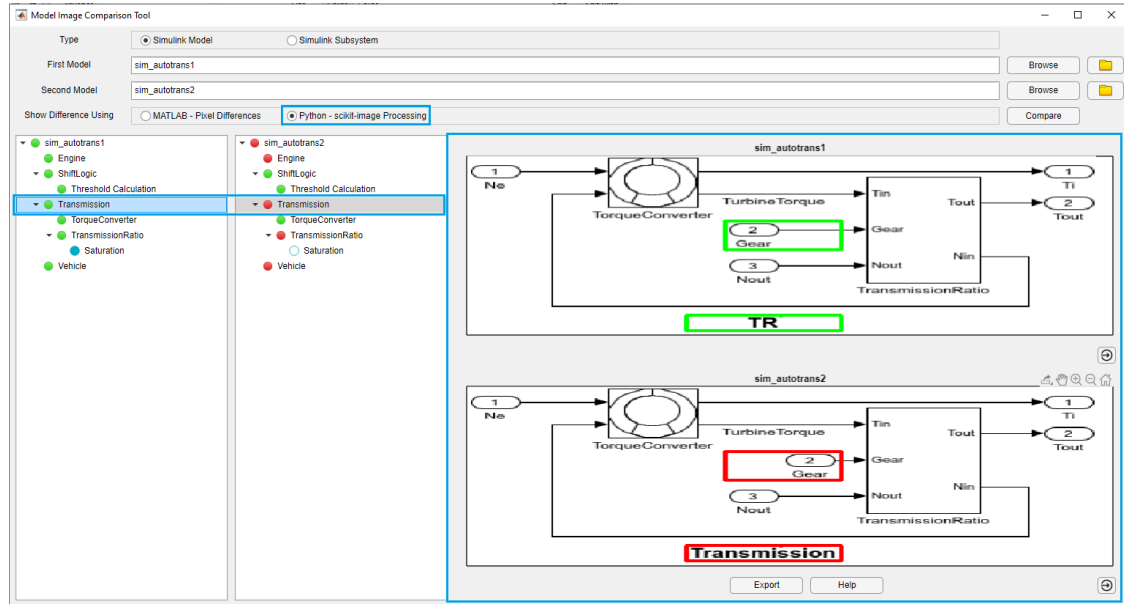 Model Image Comparison Tool
Type Simulink Model Simulink Subsystem
First Model sim_autotrans1 Browse
Second Model sim_autotrans2 Browse
Show Difference Using MATLAB - Pixel Differences Python - scikit-image Processing Compare
sim_autotrans1
Engine
ShiftLogic
Threshold Calculation
Transmission
TorqueConverter
TransmissionRatio
Saturation
Vehicle
sim_autotrans2
Engine
ShiftLogic
Threshold Calculation
Transmission
TorqueConverter
TransmissionRatio
Saturation
Vehicle
sim_autotrans1
1 1
Ne Ti
Tin
TurbineTorque Tout 2
TorqueConverter Tout
2 Gear
Gear
Nin
3 Nout
Nout
TransmissionRatio
TR
sim_autotrans2
1 1
Ne Ti
Tin
TurbineTorque Tout 2
TorqueConverter Tout
2 Gear
Gear
Nin
3 Nout
Nout
TransmissionRatio
Transmission
Export Help